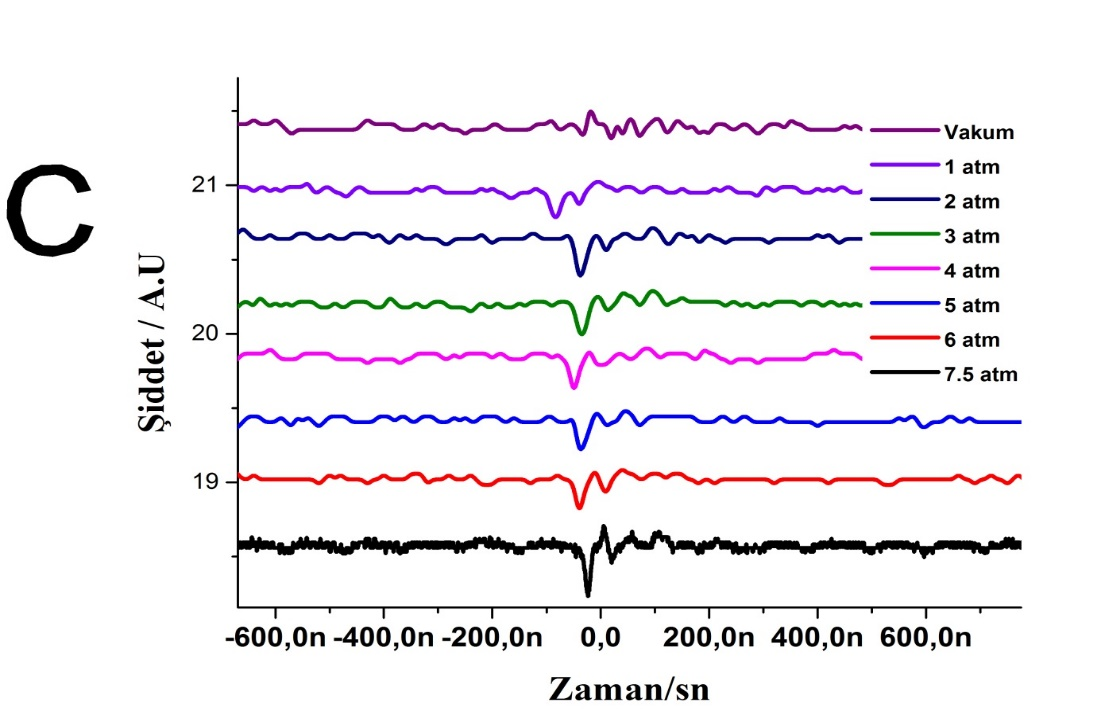 C
Vakum
1 atm
2 atm
3 atm
4 atm
5 atm
6 atm
7.5 atm
21
20
19
Şiddet / A.U
-600,0n -400,0n -200,0n 0,0 200,0n 400,0n 600,0n
Zaman/sn